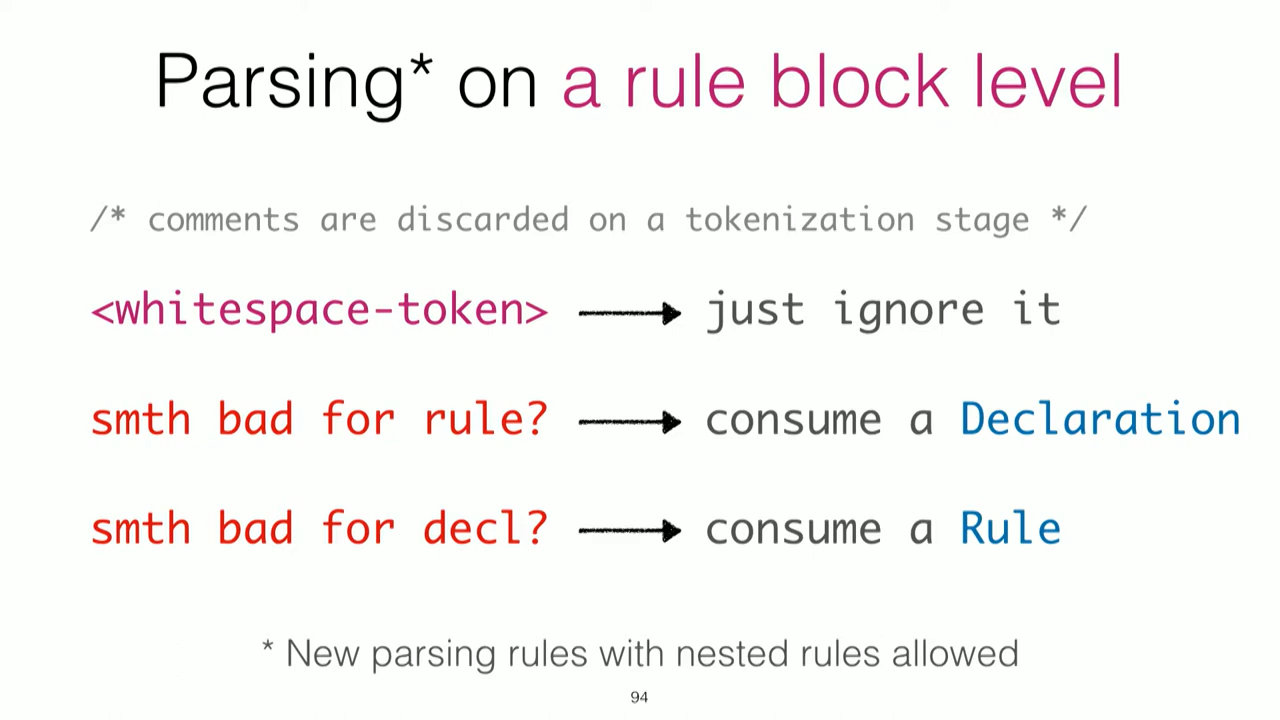 Parsing* on a rule block level
/* comments are discarded on a tokenization stage */
<whitespace-token> → just ignore it
smth bad for rule? → consume a Declaration
smth bad for decl? → consume a Rule
* New parsing rules with nested rules allowed
94